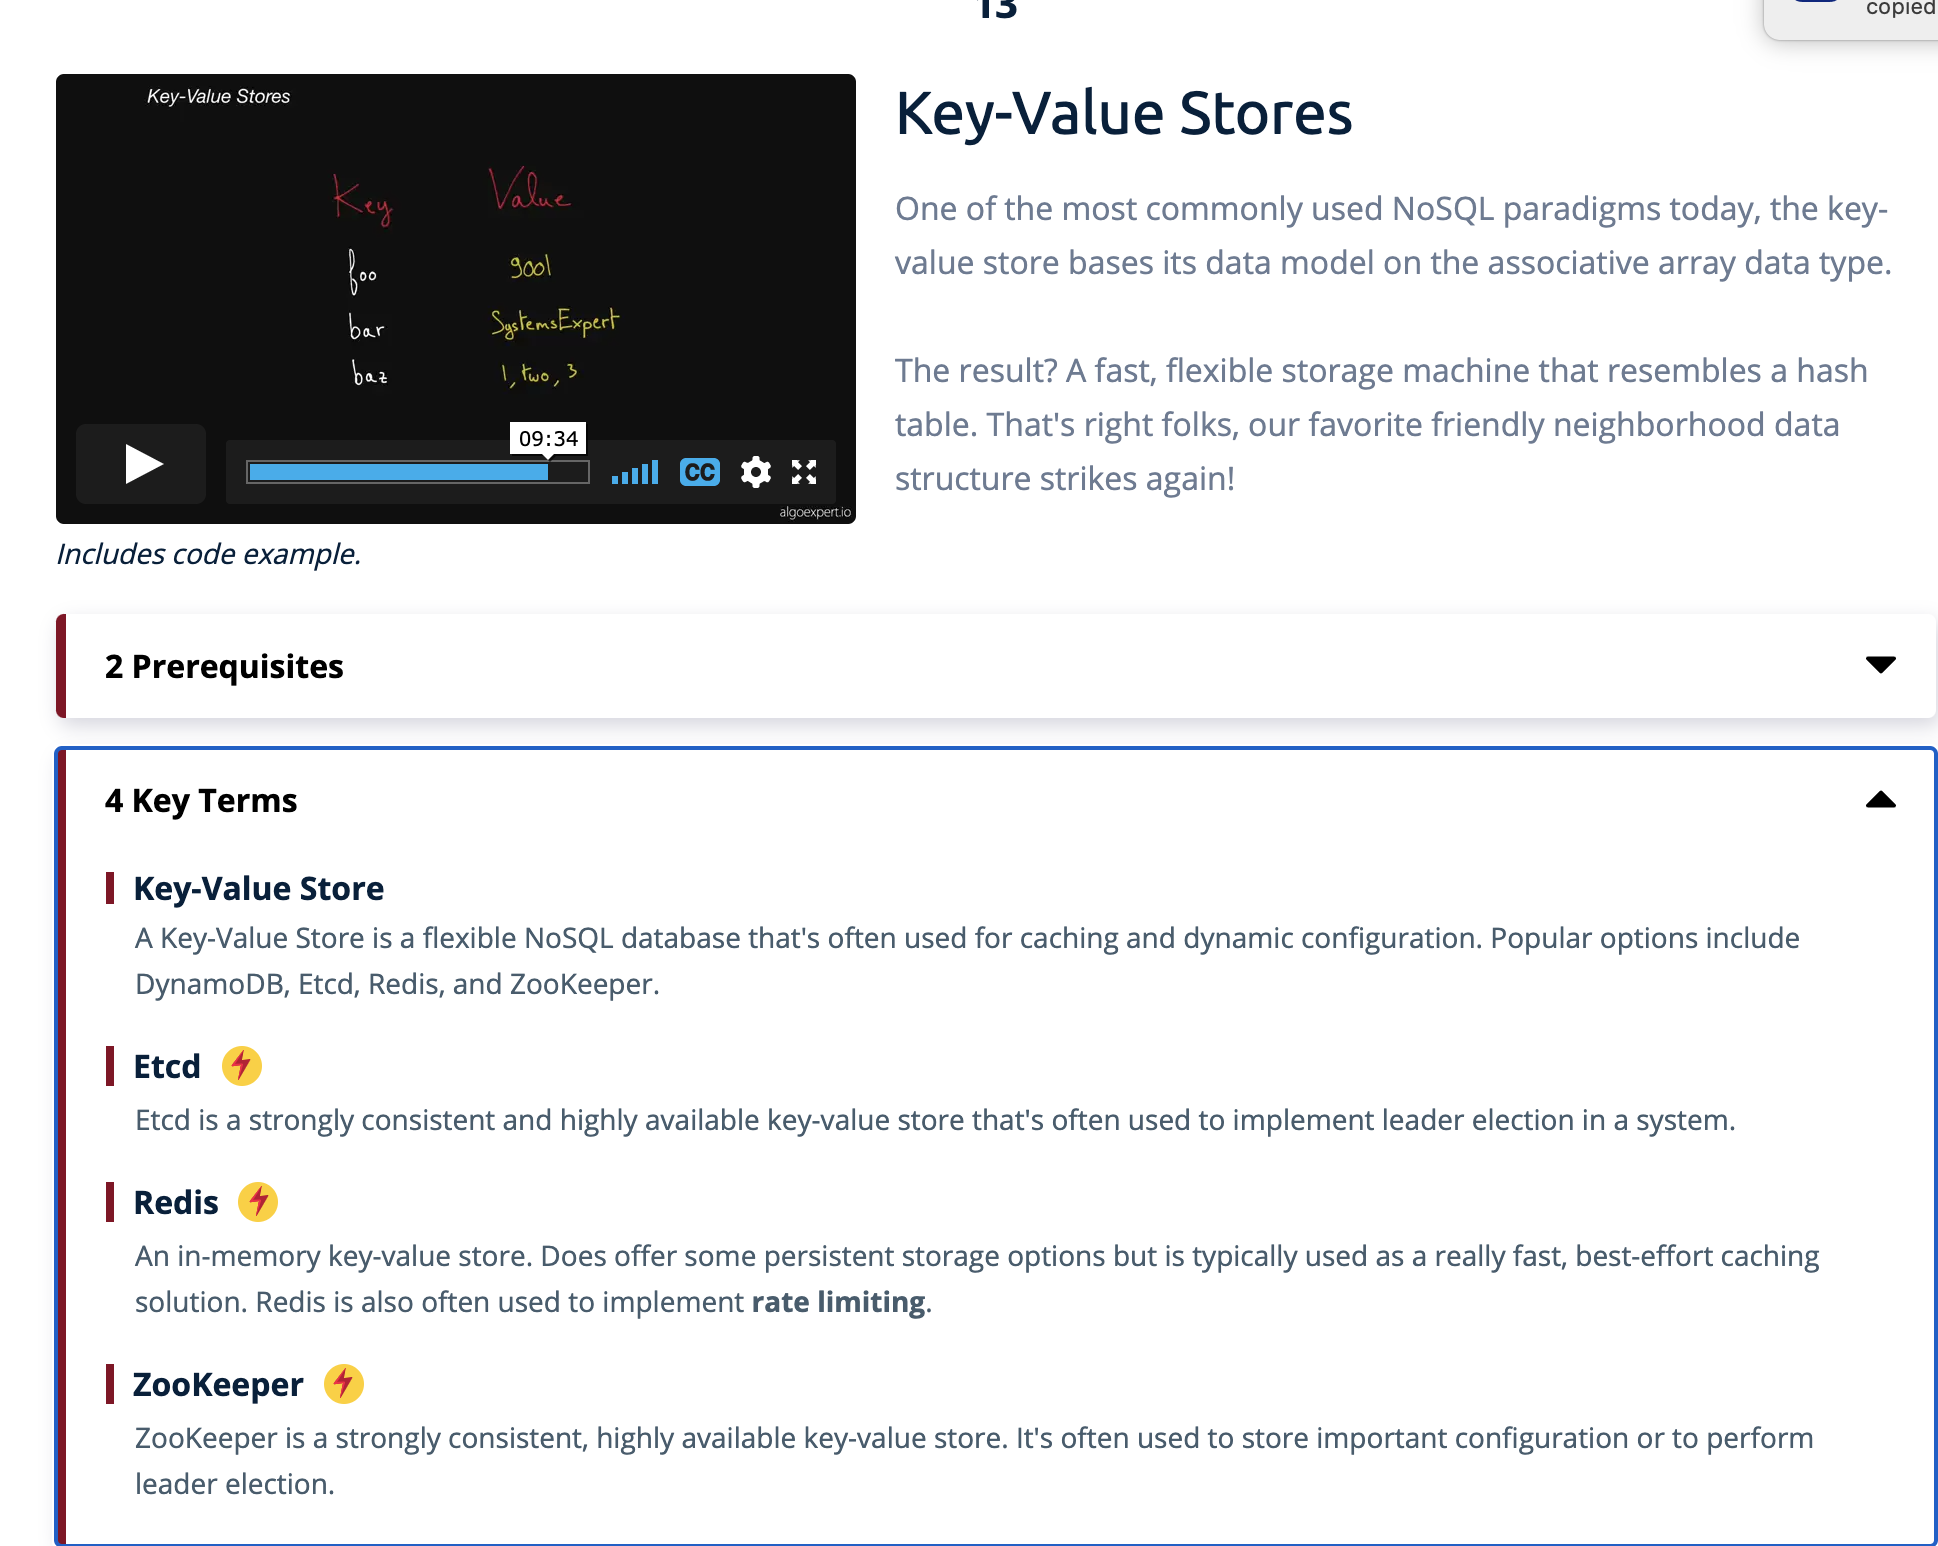 13
copied
Key-Value Stores
Key Value
foo goo1
bar SystemsExpert
baz 1, two, 3
09:34
CC
algoexpert.io
Includes code example.
Key-Value Stores
One of the most commonly used NoSQL paradigms today, the key-
value store bases its data model on the associative array data type.
The result? A fast, flexible storage machine that resembles a hash
table. That's right folks, our favorite friendly neighborhood data
structure strikes again!
2 Prerequisites
4 Key Terms
Key-Value Store
A Key-Value Store is a flexible NoSQL database that's often used for caching and dynamic configuration. Popular options include
DynamoDB, Etcd, Redis, and ZooKeeper.
Etcd
Etcd is a strongly consistent and highly available key-value store that's often used to implement leader election in a system.
Redis
An in-memory key-value store. Does offer some persistent storage options but is typically used as a really fast, best-effort caching
solution. Redis is also often used to implement rate limiting.
ZooKeeper
ZooKeeper is a strongly consistent, highly available key-value store. It's often used to store important configuration or to perform
leader election.